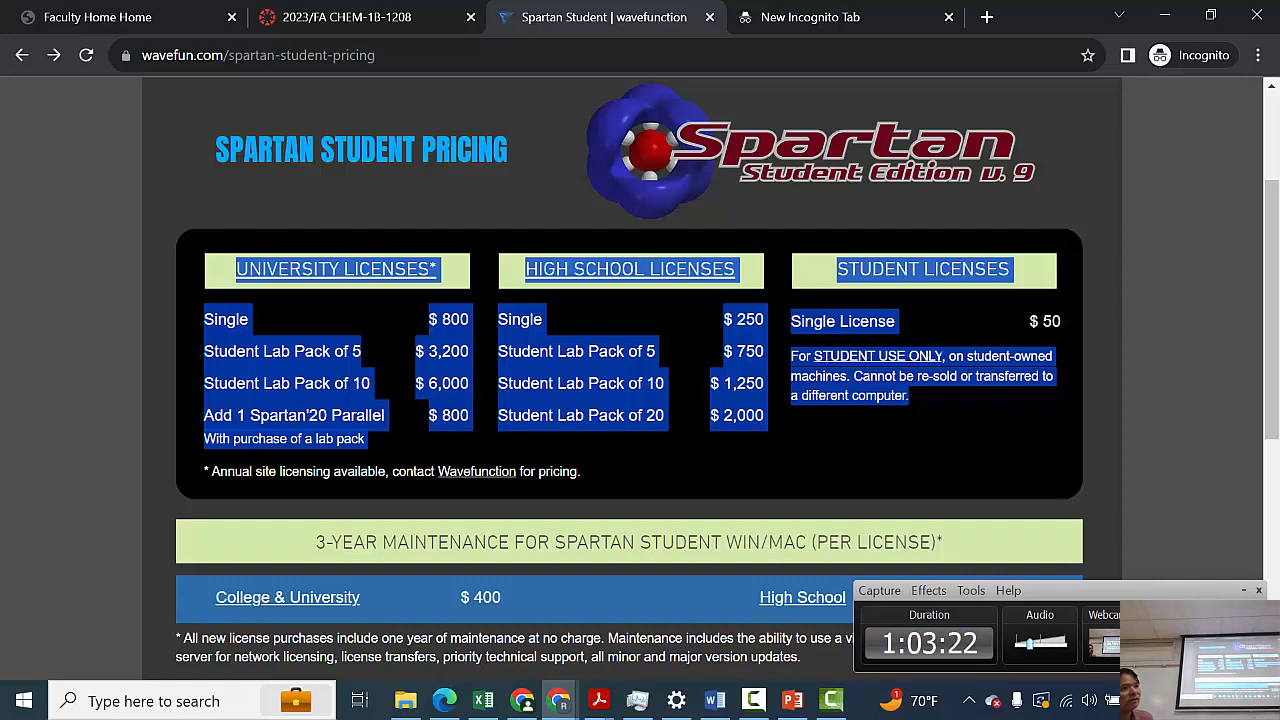 Faculty Home Home
2023/FA CHEM-1B-1208
Spartan Student | wavefunction
New Incognito Tab
wavefun.com/spartan-student-pricing
Incognito
SPARTAN STUDENT PRICING
Spartan
Student Edition v. 9
UNIVERSITY LICENSES*
Single $ 800
Student Lab Pack of 5 $ 3,200
Student Lab Pack of 10 $ 6,000
Add 1 Spartan'20 Parallel $ 800
With purchase of a lab pack
HIGH SCHOOL LICENSES
Single $ 250
Student Lab Pack of 5 $ 750
Student Lab Pack of 10 $ 1,250
Student Lab Pack of 20 $ 2,000
STUDENT LICENSES
Single License $ 50
For STUDENT USE ONLY, on student-owned
machines. Cannot be re-sold or transferred to
a different computer.
* Annual site licensing available, contact Wavefunction for pricing.
3-YEAR MAINTENANCE FOR SPARTAN STUDENT WIN/MAC (PER LICENSE)*
College & University $ 400 High School
* All new license purchases include one year of maintenance at no charge. Maintenance includes the ability to use a v
server for network licensing, license transfers, priority technical support, all minor and major version updates.
Capture Effects Tools Help
Duration
1:03:22
Audio
Webca
Type here to search
70°F